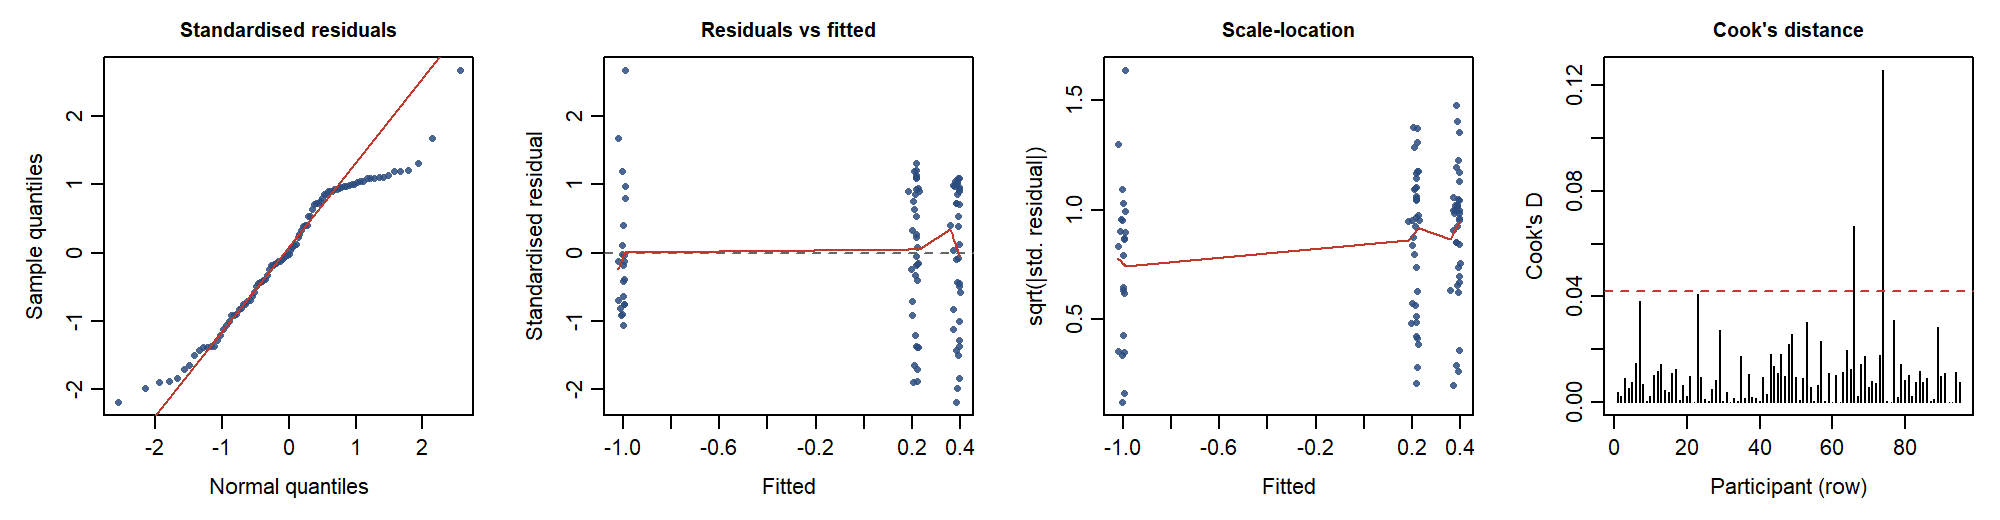 Standardised residuals
Sample quantiles
2
1
0
-1
-2
-2 -1 0 1 2
Normal quantiles
Residuals vs fitted
Standardised residual
2
1
0
-1
-2
-1.0 -0.6 -0.2 0.2 0.4
Fitted
Scale-location
sqrt(|std. residual|)
1.5
1.0
0.5
-1.0 -0.6 -0.2 0.2 0.4
Fitted
Cook's distance
Cook's D
0.12
0.08
0.04
0.00
0 20 40 60 80
Participant (row)